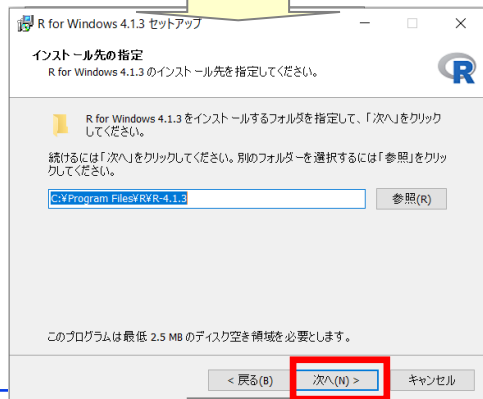 R for Windows 4.1.3 セットアップ
インストール先の指定
R for Windows 4.1.3 のインストール先を指定してください。
R
R for Windows 4.1.3 をインストールするフォルダを指定して、「次へ」をクリック
してください。
続けるには「次へ」をクリックしてください。別のフォルダーを選択するには「参照」をクリッ
クしてください。
C:¥Program Files¥R¥R-4.1.3
参照(R)
このプログラムは最低 2.5 MB のディスク空き領域を必要とします。
< 戻る(B)
次へ(N) >
キャンセル